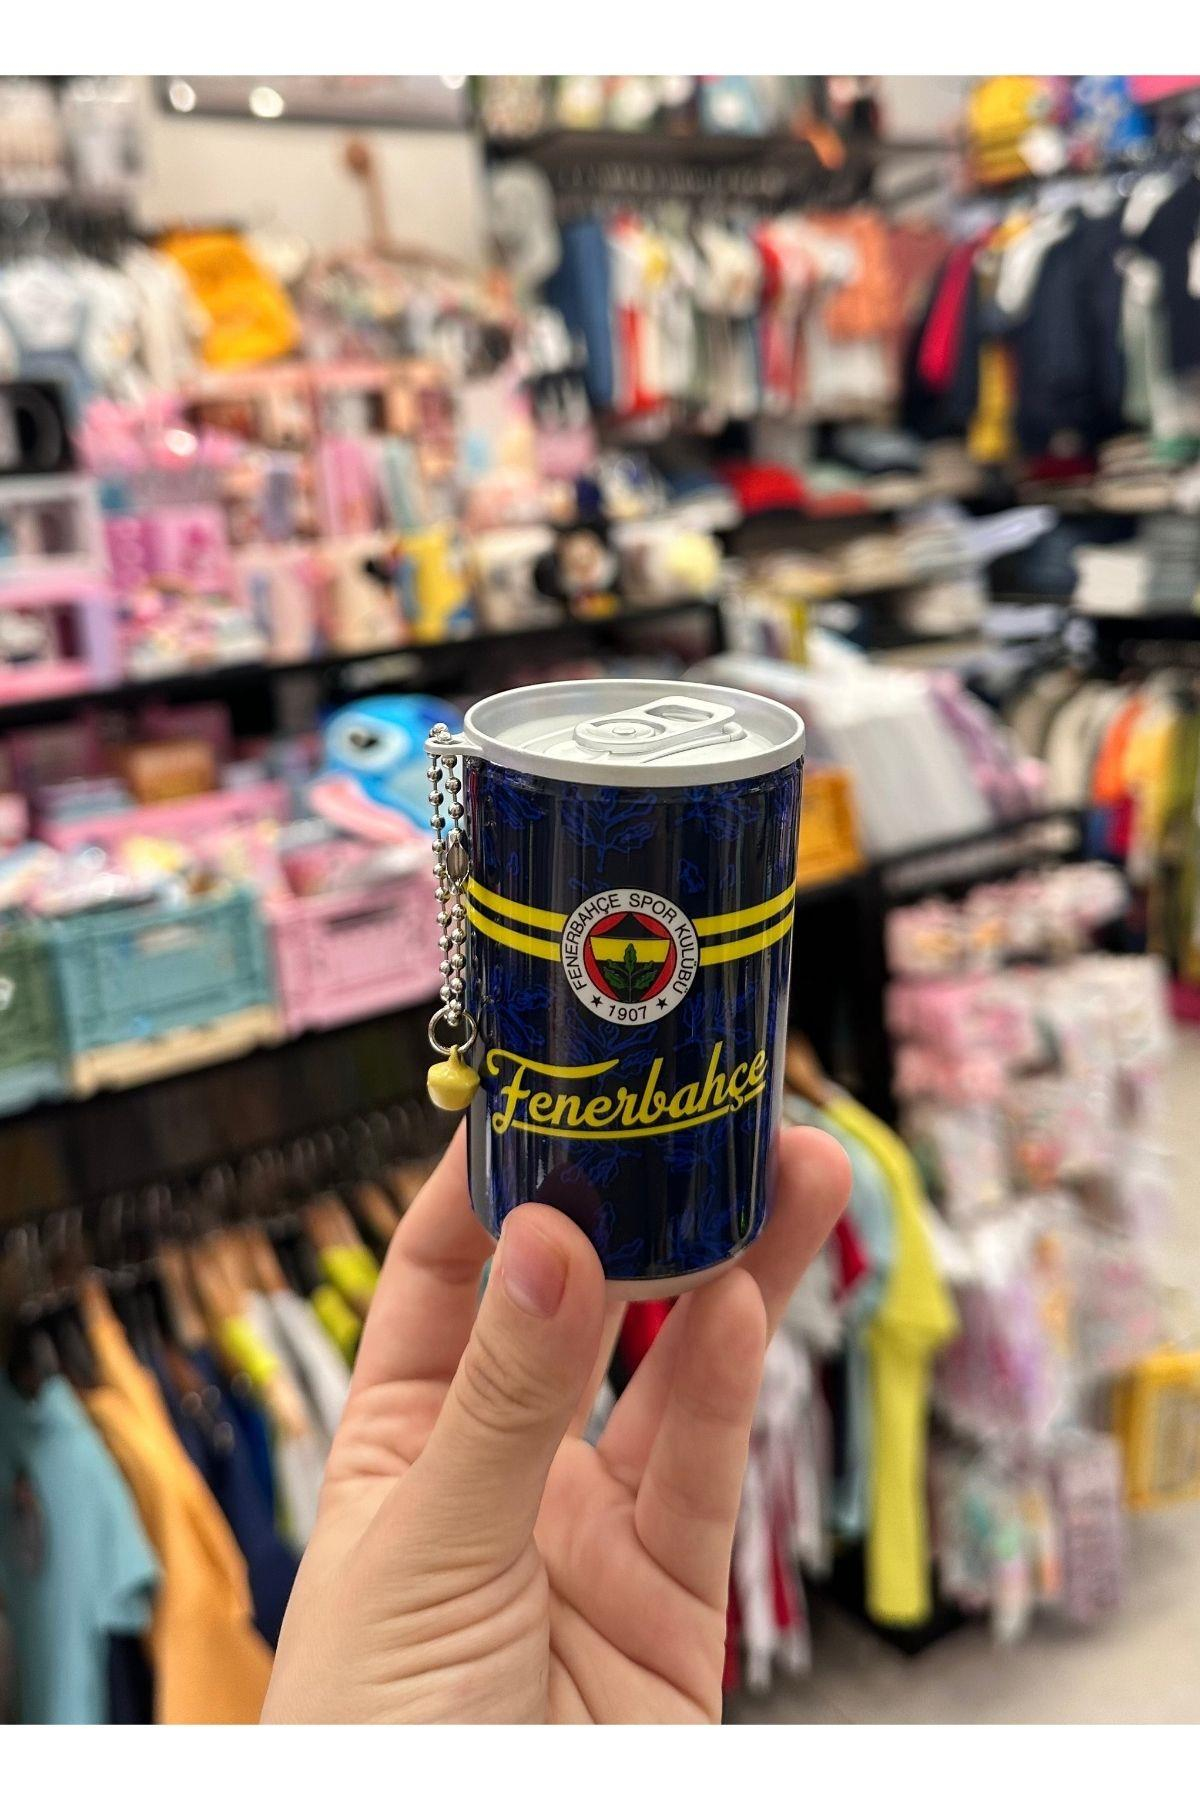 FENERBAHÇE SPOR KULÜBÜ
★ 1907 ★
Fenerbahçe